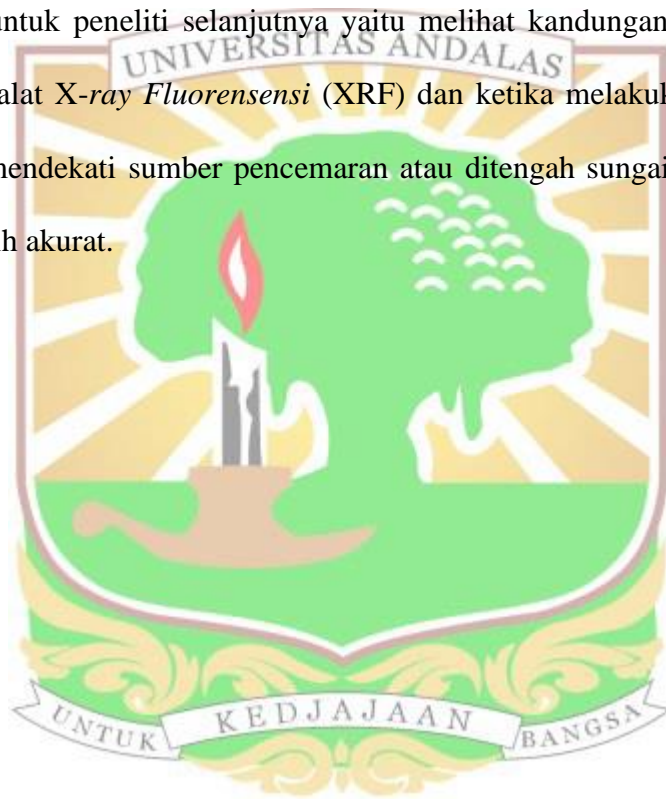 untuk peneliti selanjutnya yaitu melihat kandungan
UNIVERSITAS ANDALAS
alat X-ray Fluorensensi (XRF) dan ketika melakuk
mendekati sumber pencemaran atau ditengah sungai
ih akurat.
UNTUK KEDJAJAAN BANGSA